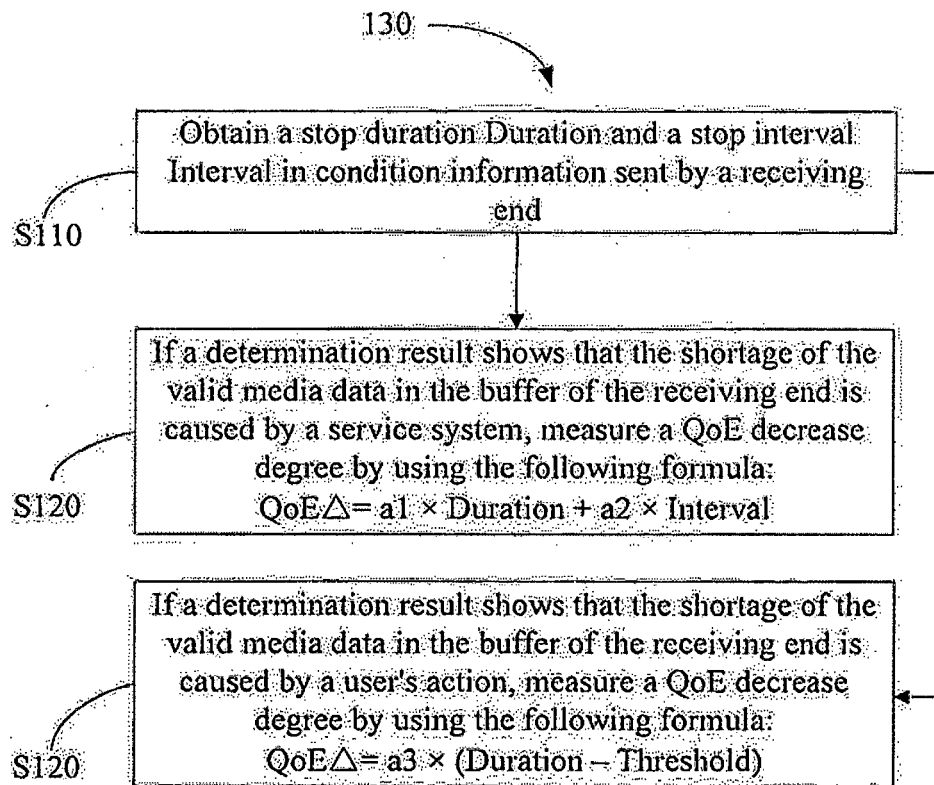 130
Obtain a stop duration Duration and a stop interval
Interval in condition information sent by a receiving
end
S110
If a determination result shows that the shortage of the
valid media data in the buffer of the receiving end is
caused by a service system, measure a QoE decrease
degree by using the following formula:
QoE△= a1 × Duration + a2 × Interval
S120
If a determination result shows that the shortage of the
valid media data in the buffer of the receiving end is
caused by a user's action, measure a QoE decrease
degree by using the following formula:
QoE△= a3 × (Duration – Threshold)
S120